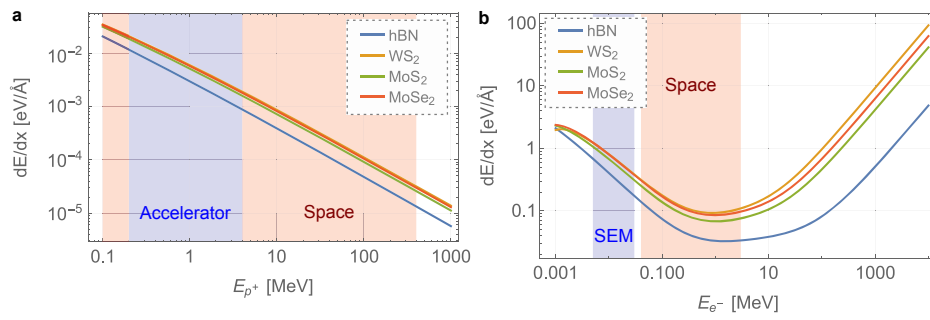 a
hBN
WS₂
MoS₂
MoSe₂
Accelerator
Space
dE/dx [eV/Å]
10⁻²
10⁻³
10⁻⁴
10⁻⁵
0.1 1 10 100 1000
Eₚ⁺ [MeV]
b
hBN
WS₂
MoS₂
MoSe₂
Space
SEM
dE/dx [eV/Å]
100
10
1
0.1
0.001 0.100 10 1000
Eₑ⁻ [MeV]